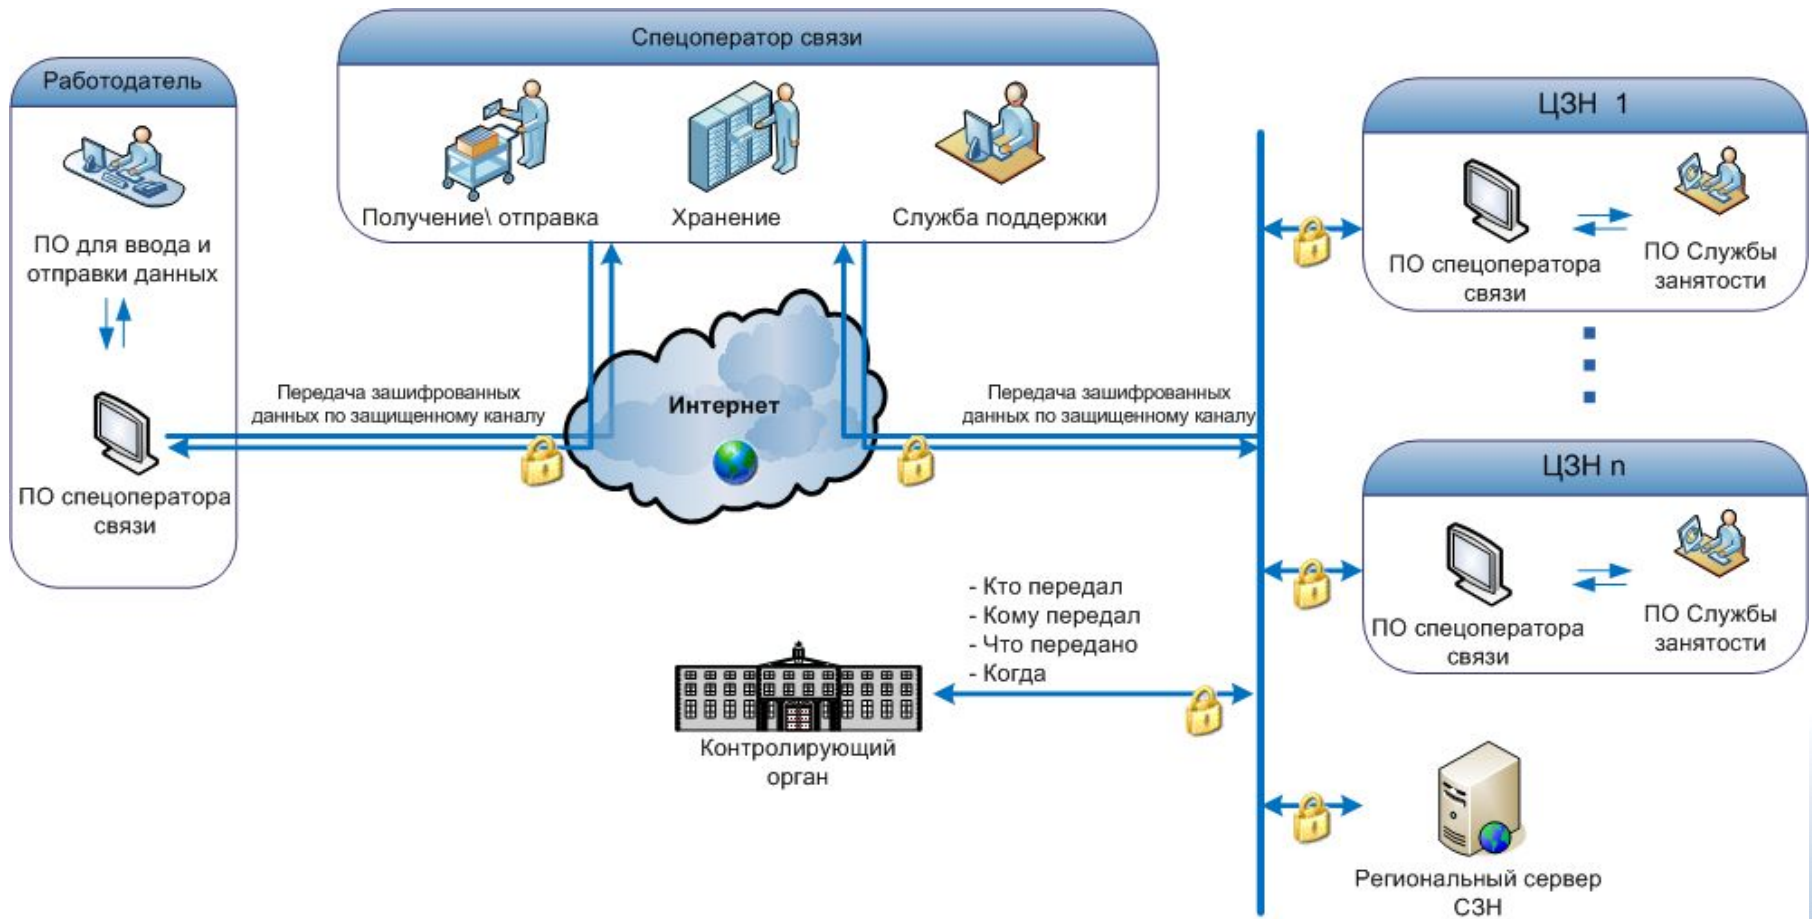 Работодатель
ПО для ввода и
отправки данных
ПО спецоператора
связи
Спецоператор связи
Получение\ отправка
Хранение
Служба поддержки
Передача зашифрованных
данных по защищенному каналу
Интернет
Передача зашифрованных
данных по защищенному каналу
ЦЗН 1
ПО спецоператора
связи
ПО Службы
занятости
ЦЗН n
ПО спецоператора
связи
ПО Службы
занятости
- Кто передал
- Кому передал
- Что передано
- Когда
Контролирующий
орган
Региональный сервер
СЗН